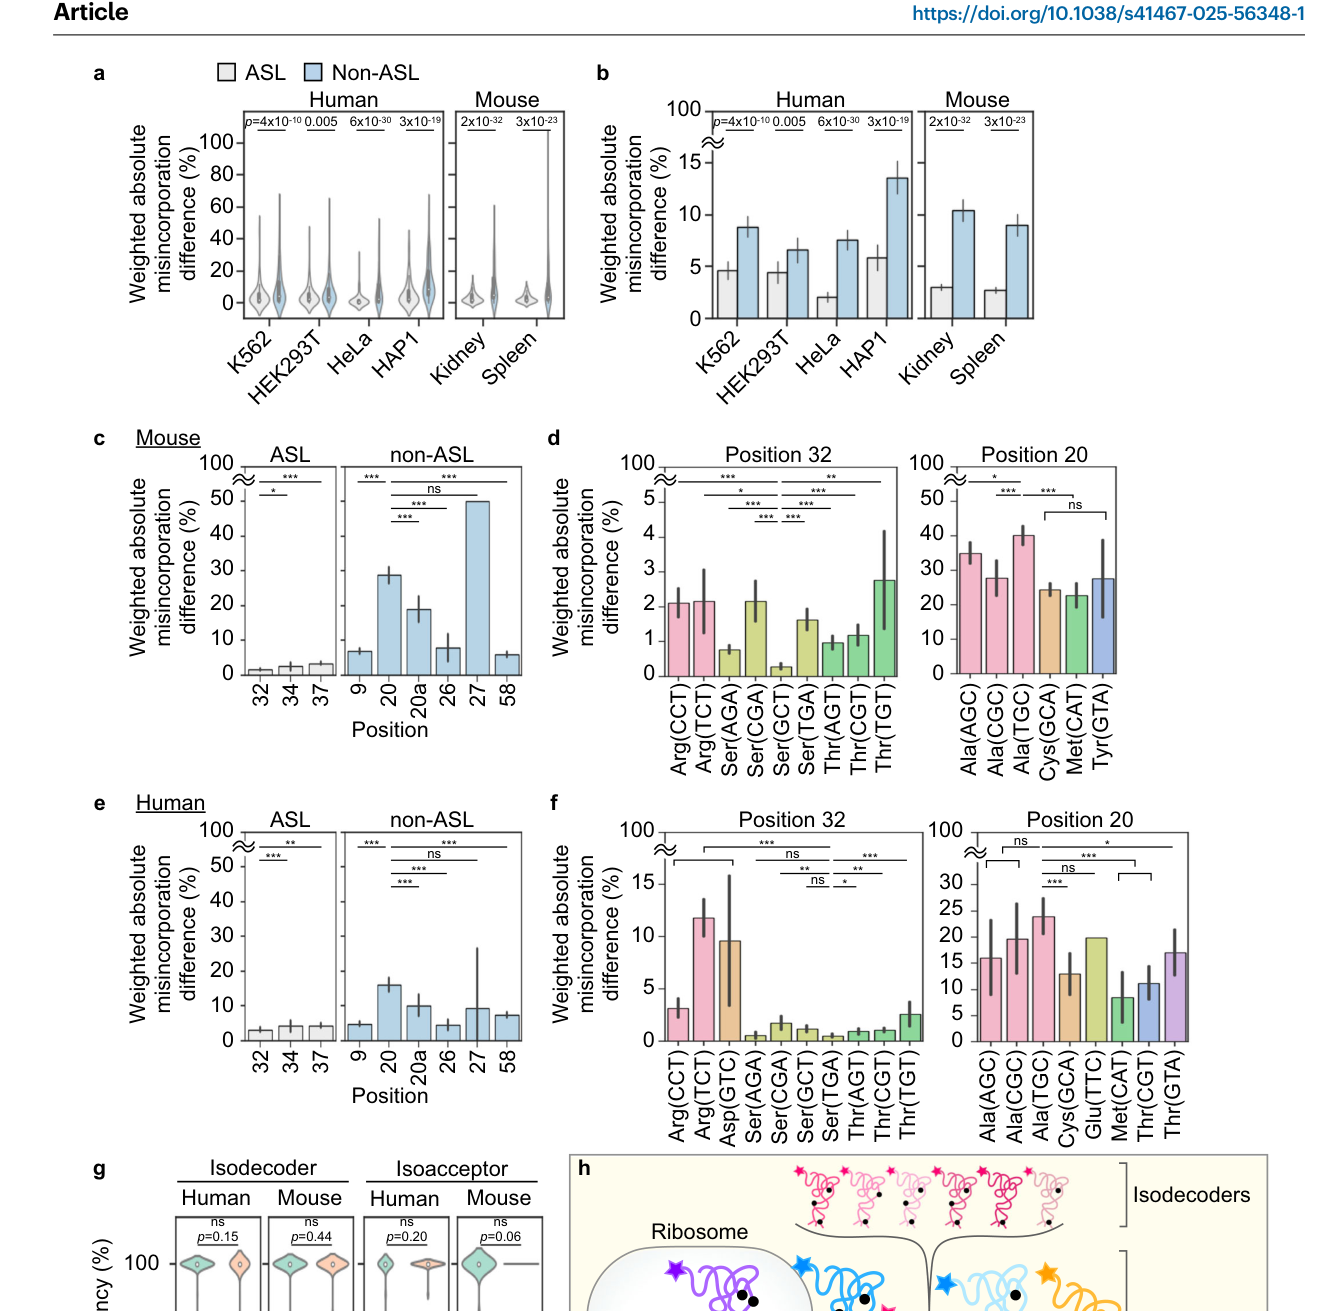 Article
https://doi.org/10.1038/s41467-025-56348-1
a
ASL
Non-ASL
Human
Mouse
p=4x10-10 0.005 6x10-30 3x10-19
2x10-32 3x10-23
Weighted absolute
misincorporation
difference (%)
100
80
60
40
20
0
K562
HEK293T
HeLa
HAP1
Kidney
Spleen
b
Human
Mouse
p=4x10-10 0.005 6x10-30 3x10-19
2x10-32 3x10-23
Weighted absolute
misincorporation
difference (%)
100
15
10
5
0
K562
HEK293T
HeLa
HAP1
Kidney
Spleen
c
Mouse
ASL
non-ASL
Weighted absolute
misincorporation
difference (%)
100
50
40
30
20
10
0
***
*
***
***
ns
***
***
32
34
37
9
20
20a
26
27
58
Position
d
Position 32
Position 20
Weighted absolute
misincorporation
difference (%)
100
5
4
3
2
1
0
***
**
*
***
***
***
***
***
Arg(CCT)
Arg(TCT)
Ser(AGA)
Ser(CGA)
Ser(GCT)
Ser(TGA)
Thr(AGT)
Thr(CGT)
Thr(TGT)
100
50
40
30
20
10
0
*
***
***
ns
Ala(AGC)
Ala(CGC)
Ala(TGC)
Cys(GCA)
Met(CAT)
Tyr(GTA)
e
Human
ASL
non-ASL
Weighted absolute
misincorporation
difference (%)
100
50
40
30
20
10
0
**
***
***
***
ns
***
***
32
34
37
9
20
20a
26
27
58
Position
f
Position 32
Position 20
Weighted absolute
misincorporation
difference (%)
100
15
10
5
0
***
ns
***
**
**
ns
*
Arg(CCT)
Arg(TCT)
Asp(GTC)
Ser(AGA)
Ser(CGA)
Ser(GCT)
Ser(TGA)
Thr(AGT)
Thr(CGT)
Thr(TGT)
100
30
25
20
15
10
5
0
ns
*
***
ns
***
Ala(AGC)
Ala(CGC)
Ala(TGC)
Cys(GCA)
Glu(TTC)
Met(CAT)
Thr(CGT)
Thr(GTA)
g
Isodecoder
Isoacceptor
Human
Mouse
Human
Mouse
ns
p=0.15
ns
p=0.44
ns
p=0.20
ns
p=0.06
ncy (%)
100
h
Isodecoders
Ribosome